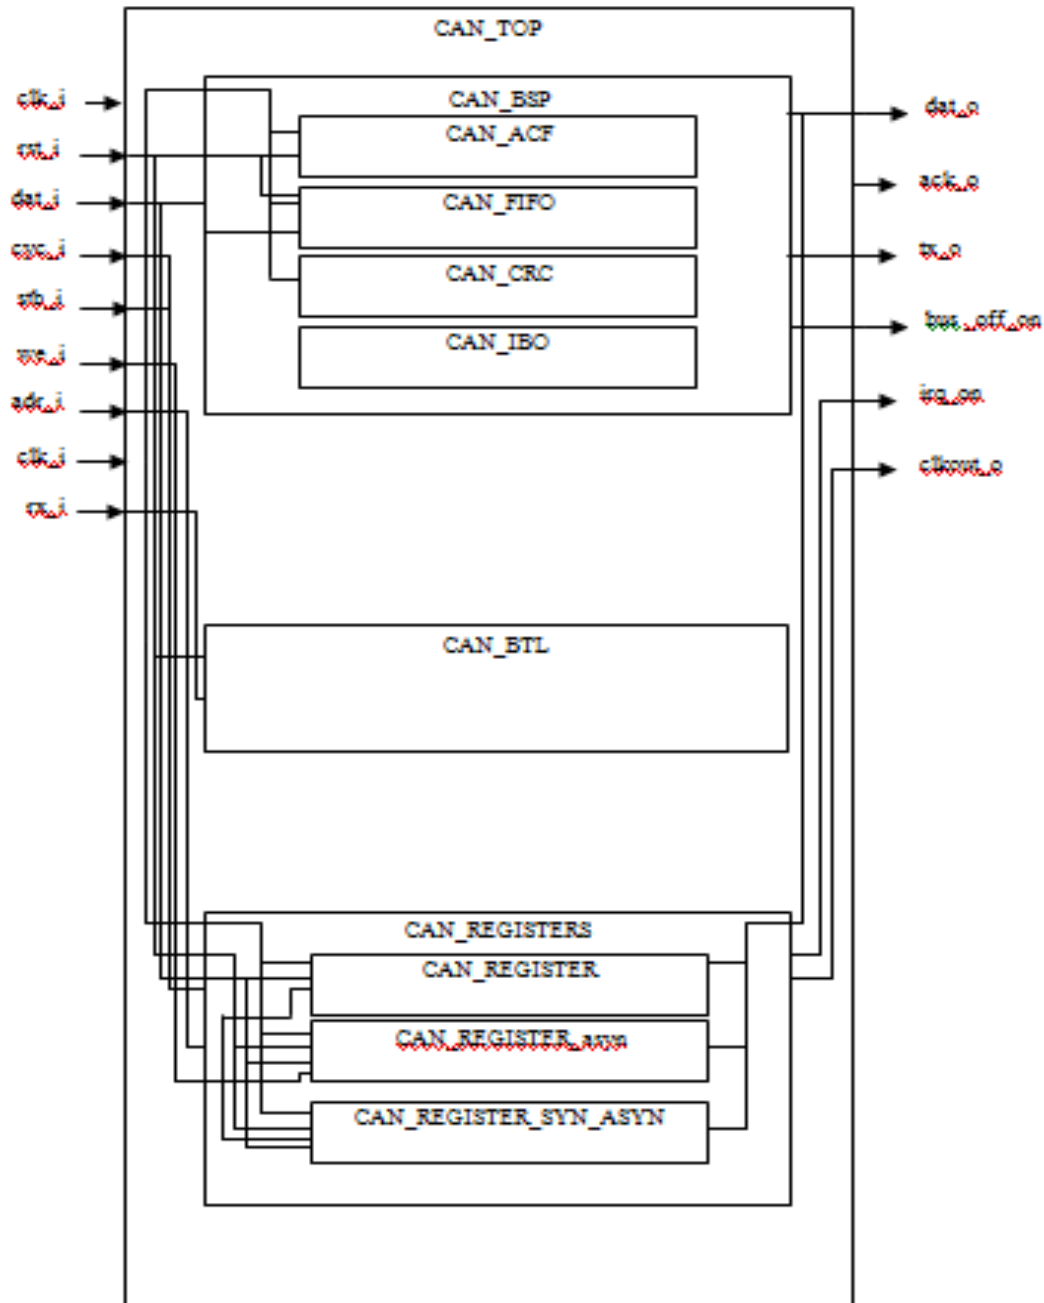 CAN_TOP
clk_i
CAN_BSP
dat_o
CAN_ACF
rst_i
ack_o
dat_i
CAN_FIFO
cyc_i
tx_o
CAN_CRC
stb_i
bus_off_on
CAN_IBO
we_i
adr_i
irq_on
clk_i
clkout_o
rx_i
CAN_BTL
CAN_REGISTERS
CAN_REGISTER
CAN_REGISTER_asyn
CAN_REGISTER_SYN_ASYN